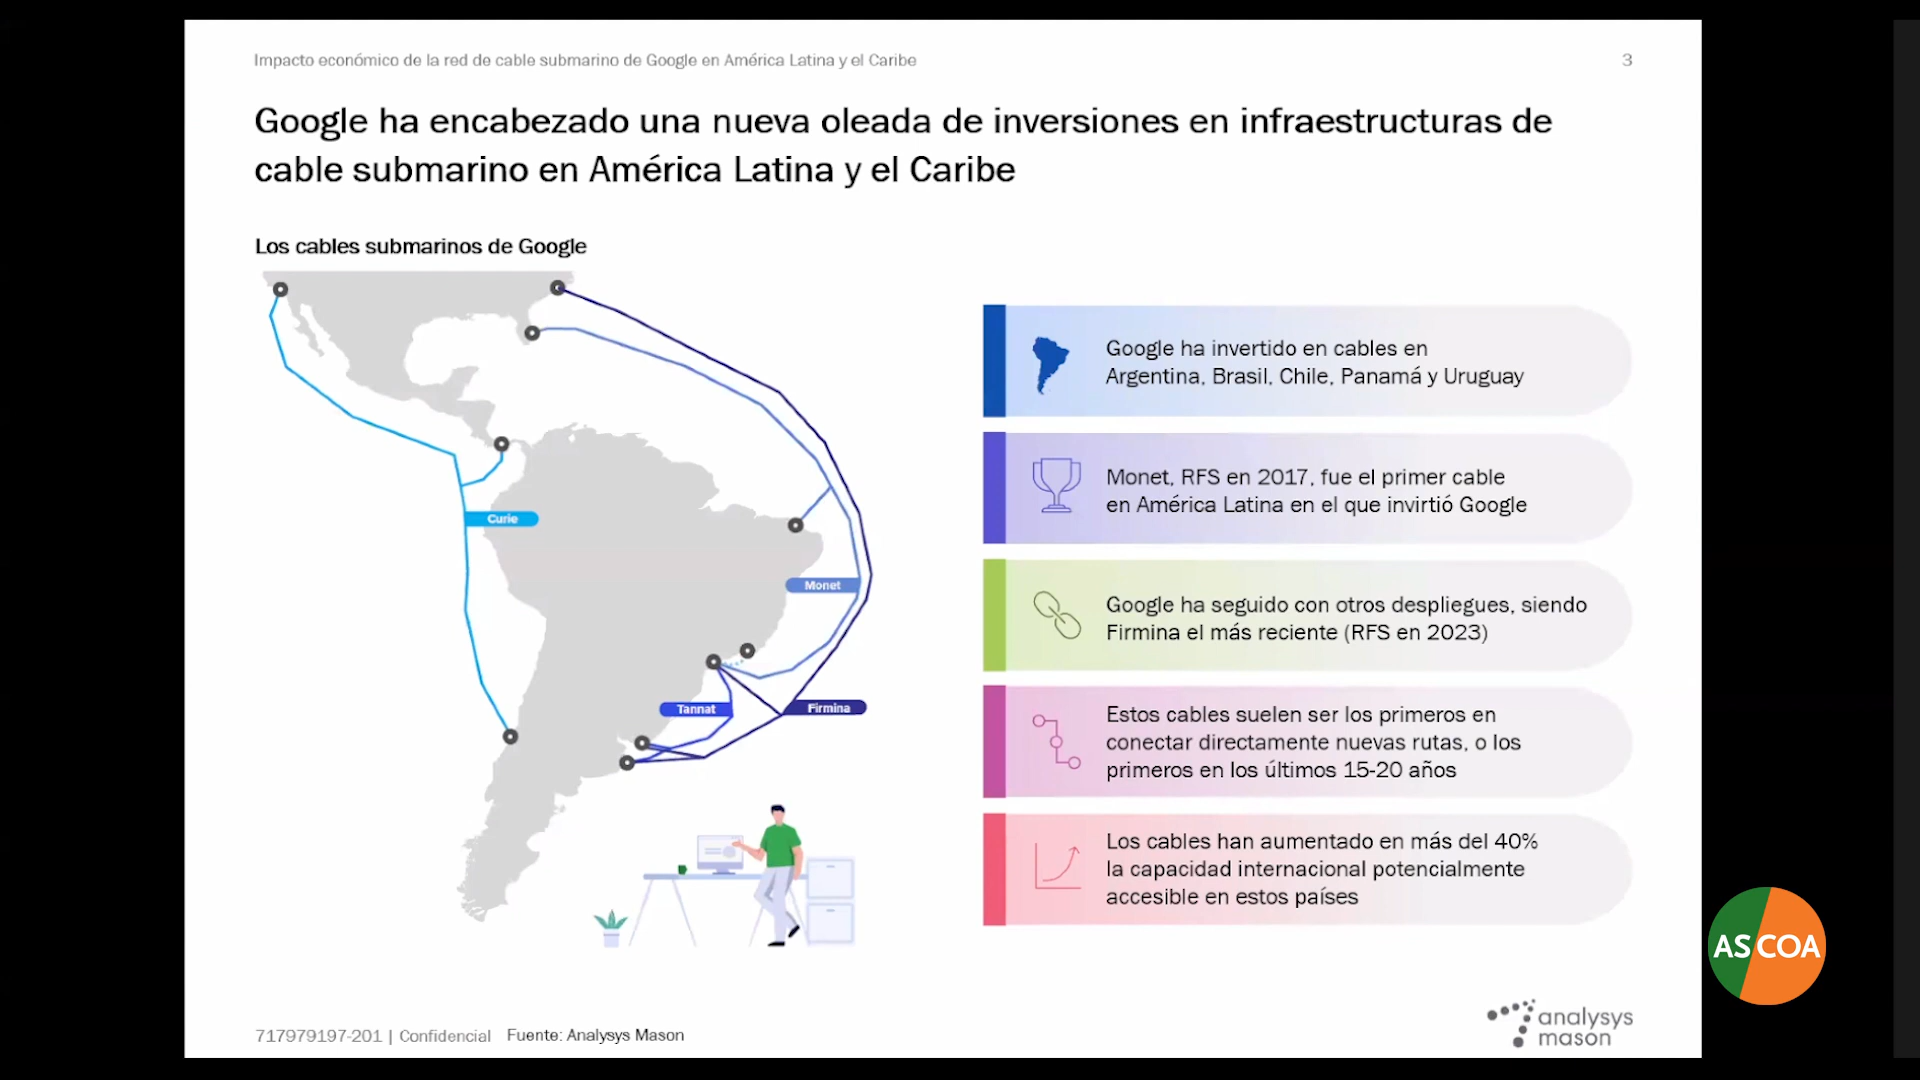 Impacto económico de la red de cable submarino de Google en América Latina y el Caribe
3
Google ha encabezado una nueva oleada de inversiones en infraestructuras de
cable submarino en América Latina y el Caribe
Los cables submarinos de Google
Curie
Monet
Tannat
Firmina
Google ha invertido en cables en
Argentina, Brasil, Chile, Panamá y Uruguay
Monet, RFS en 2017, fue el primer cable
en América Latina en el que invirtió Google
Google ha seguido con otros despliegues, siendo
Firmina el más reciente (RFS en 2023)
Estos cables suelen ser los primeros en
conectar directamente nuevas rutas, o los
primeros en los últimos 15-20 años
Los cables han aumentado en más del 40%
la capacidad internacional potencialmente
accesible en estos países
AS COA
717979197-201 | Confidencial Fuente: Analysys Mason
analysys
mason